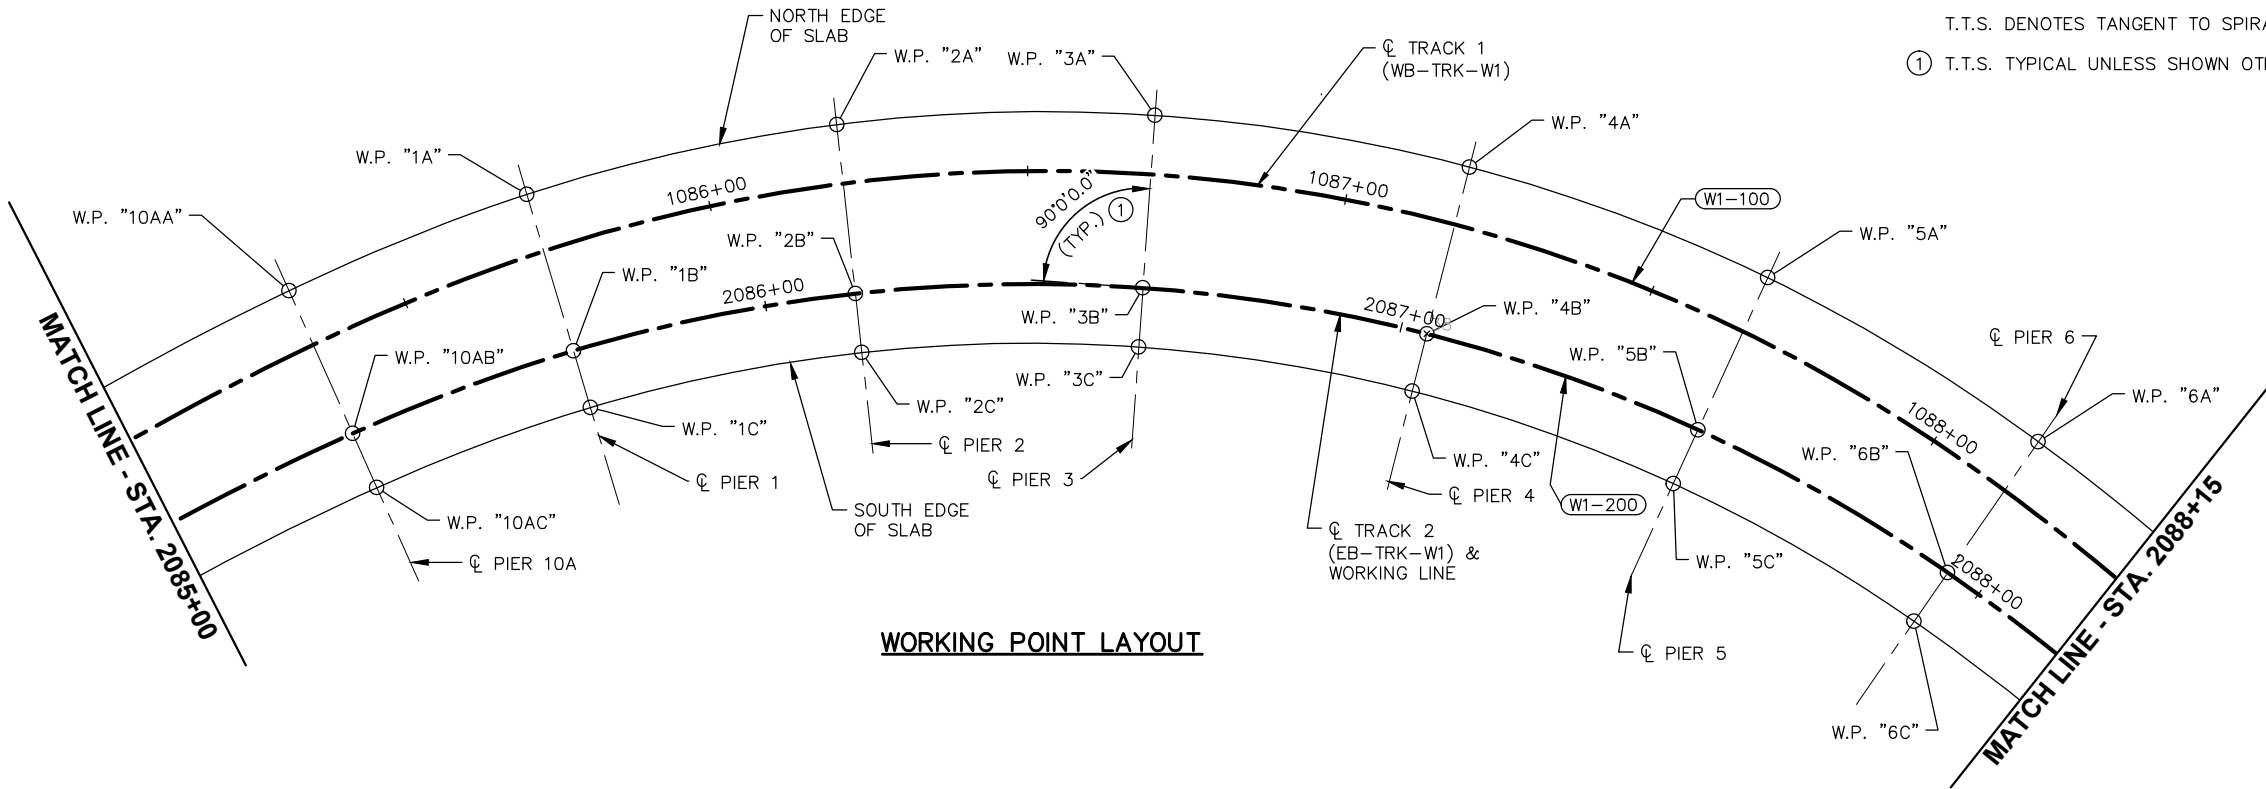 T.T.S. DENOTES TANGENT TO
① T.T.S. TYPICAL UNLESS SHOWN
NORTH EDGE
OF SLAB
W.P. "2A"
W.P. "3A"
℄ TRACK 1
(WB-TRK-W1)
W.P. "4A"
W.P. "1A"
1086+00
1087+00
W1-100
W.P. "10AA"
90°0'0.0"
(TYP.) ①
W.P. "5A"
W.P. "2B"
W.P. "1B"
2086+00
W.P. "3B"
2087+00
W.P. "4B"
W.P. "10AB"
W.P. "5B"
℄ PIER 6
W.P. "3C"
W.P. "6A"
W.P. "2C"
W.P. "1C"
1088+00
℄ PIER 2
W.P. "4C"
W.P. "6B"
℄ PIER 1
℄ PIER 3
℄ PIER 4
W1-200
SOUTH EDGE
OF SLAB
W.P. "10AC"
℄ TRACK 2
(EB-TRK-W1) &
WORKING LINE
W.P. "5C"
℄ PIER 10A
2088+00
MATCH LINE - STA. 2085+00
MATCH LINE - STA. 2088+15
℄ PIER 5
W.P. "6C"
WORKING POINT LAYOUT